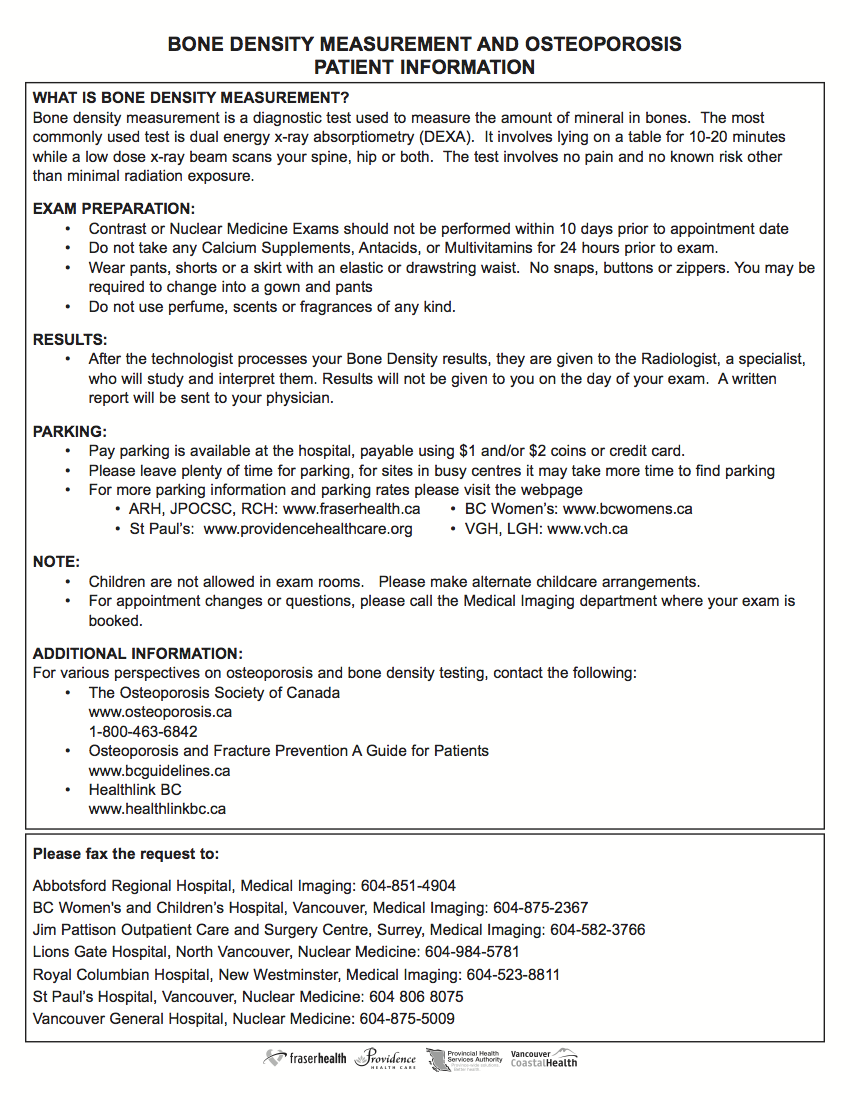 BONE DENSITY MEASUREMENT AND OSTEOPOROSIS
PATIENT INFORMATION
WHAT IS BONE DENSITY MEASUREMENT?
Bone density measurement is a diagnostic test used to measure the amount of mineral in bones. The most
commonly used test is dual energy x-ray absorptiometry (DEXA). It involves lying on a table for 10-20 minutes
while a low dose x-ray beam scans your spine, hip or both. The test involves no pain and no known risk other
than minimal radiation exposure.
EXAM PREPARATION:
• Contrast or Nuclear Medicine Exams should not be performed within 10 days prior to appointment date
• Do not take any Calcium Supplements, Antacids, or Multivitamins for 24 hours prior to exam.
• Wear pants, shorts or a skirt with an elastic or drawstring waist. No snaps, buttons or zippers. You may be
required to change into a gown and pants
• Do not use perfume, scents or fragrances of any kind.
RESULTS:
• After the technologist processes your Bone Density results, they are given to the Radiologist, a specialist,
who will study and interpret them. Results will not be given to you on the day of your exam. A written
report will be sent to your physician.
PARKING:
• Pay parking is available at the hospital, payable using $1 and/or $2 coins or credit card.
• Please leave plenty of time for parking, for sites in busy centres it may take more time to find parking
• For more parking information and parking rates please visit the webpage
• ARH, JPOCSC, RCH: www.fraserhealth.ca • BC Women's: www.bcwomens.ca
• St Paul's: www.providencehealthcare.org • VGH, LGH: www.vch.ca
NOTE:
• Children are not allowed in exam rooms. Please make alternate childcare arrangements.
• For appointment changes or questions, please call the Medical Imaging department where your exam is
booked.
ADDITIONAL INFORMATION:
For various perspectives on osteoporosis and bone density testing, contact the following:
• The Osteoporosis Society of Canada
www.osteoporosis.ca
1-800-463-6842
• Osteoporosis and Fracture Prevention A Guide for Patients
www.bcguidelines.ca
• Healthlink BC
www.healthlinkbc.ca
Please fax the request to:
Abbotsford Regional Hospital, Medical Imaging: 604-851-4904
BC Women's and Children's Hospital, Vancouver, Medical Imaging: 604-875-2367
Jim Pattison Outpatient Care and Surgery Centre, Surrey, Medical Imaging: 604-582-3766
Lions Gate Hospital, North Vancouver, Nuclear Medicine: 604-984-5781
Royal Columbian Hospital, New Westminster, Medical Imaging: 604-523-8811
St Paul's Hospital, Vancouver, Nuclear Medicine: 604 806 8075
Vancouver General Hospital, Nuclear Medicine: 604-875-5009
fraserhealth
Providence
HEALTH CARE
Provincial Health
Services Authority
Vancouver
CoastalHealth